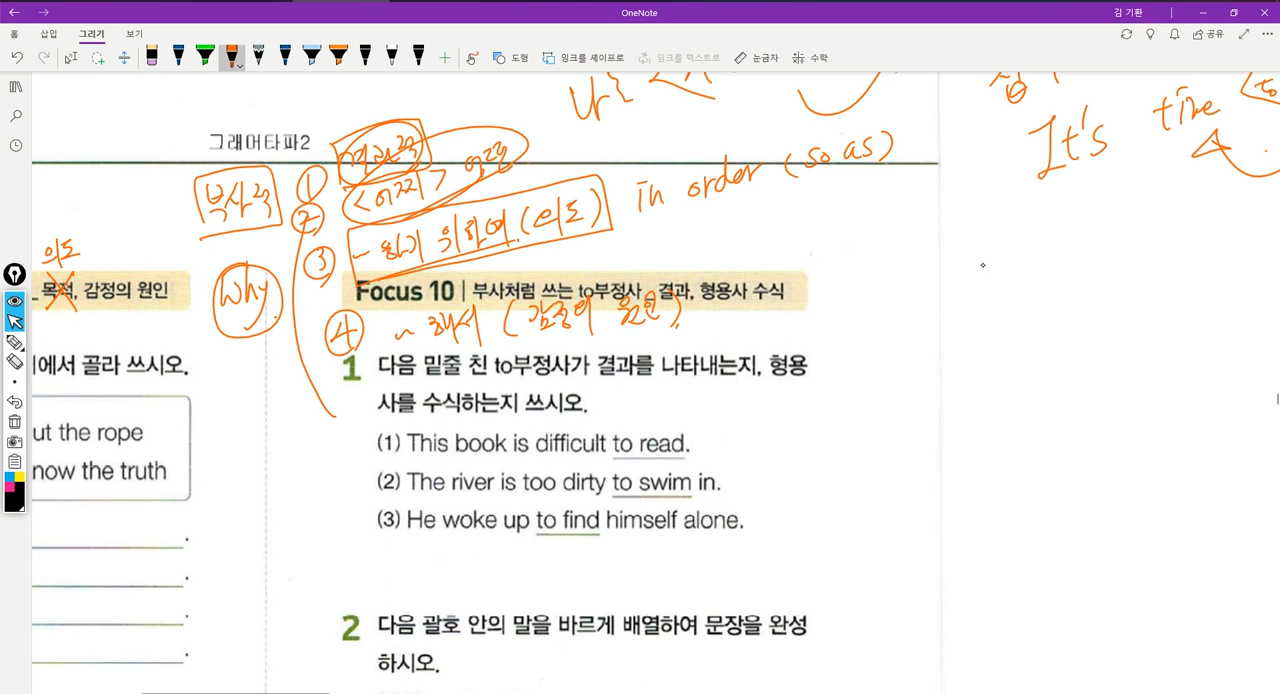 OneNote
김 기환
홈 삽입 그리기 보기
공유
도형 잉크를 셰이프로 잉크를 텍스트로 눈금자 수학
나는
It's time to
그래머타파2
부사적 ① 결과적
② <어찌>
③ ~하기 위하여 (의도) in order (so as)
의도
목적, 감정의 원인
Why
Focus 10 | 부사처럼 쓰는 to부정사_ 결과, 형용사 수식
④ ~해서 (감정의 원인)
에서 골라 쓰시오.
ut the rope
now the truth
1 다음 밑줄 친 to부정사가 결과를 나타내는지, 형용
사를 수식하는지 쓰시오.
(1) This book is difficult to read.
(2) The river is too dirty to swim in.
(3) He woke up to find himself alone.
2 다음 괄호 안의 말을 바르게 배열하여 문장을 완성
하시오.